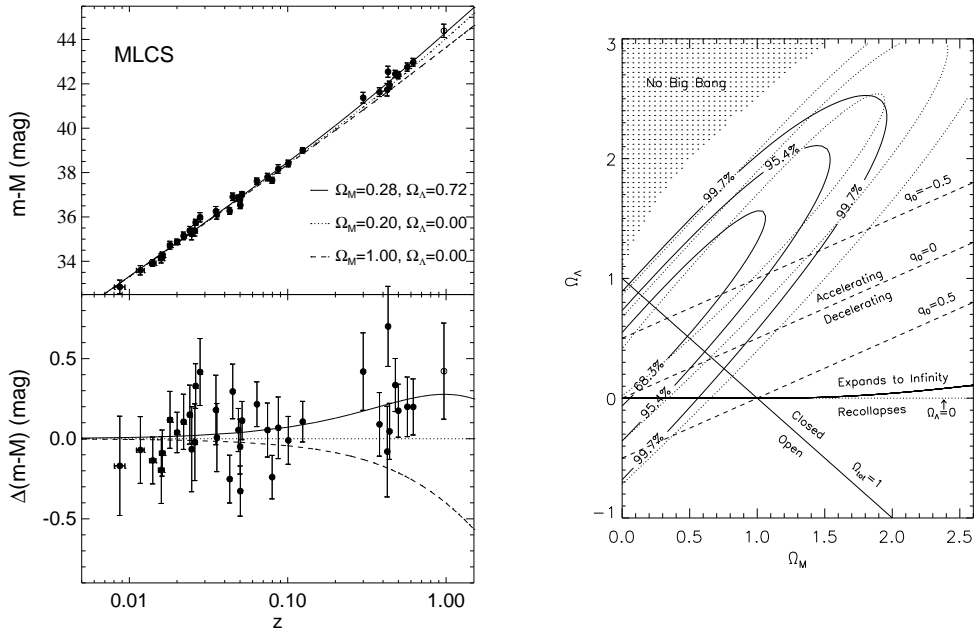 MLCS
m-M (mag)
44
42
40
38
36
34
Ω_M=0.28, Ω_Λ=0.72
Ω_M=0.20, Ω_Λ=0.00
Ω_M=1.00, Ω_Λ=0.00
Δ(m-M) (mag)
0.5
0.0
-0.5
0.01
0.10
1.00
z
3
2
1
0
-1
Ω_Λ
No Big Bang
99.7%
95.4%
99.7%
68.3%
95.4%
99.7%
q_0=-0.5
q_0=0
q_0=0.5
Accelerating
Decelerating
Expands to Infinity
Recollapses
Ω_Λ=0
Closed
Open
Ω_tot=1
0.0
0.5
1.0
1.5
2.0
2.5
Ω_M